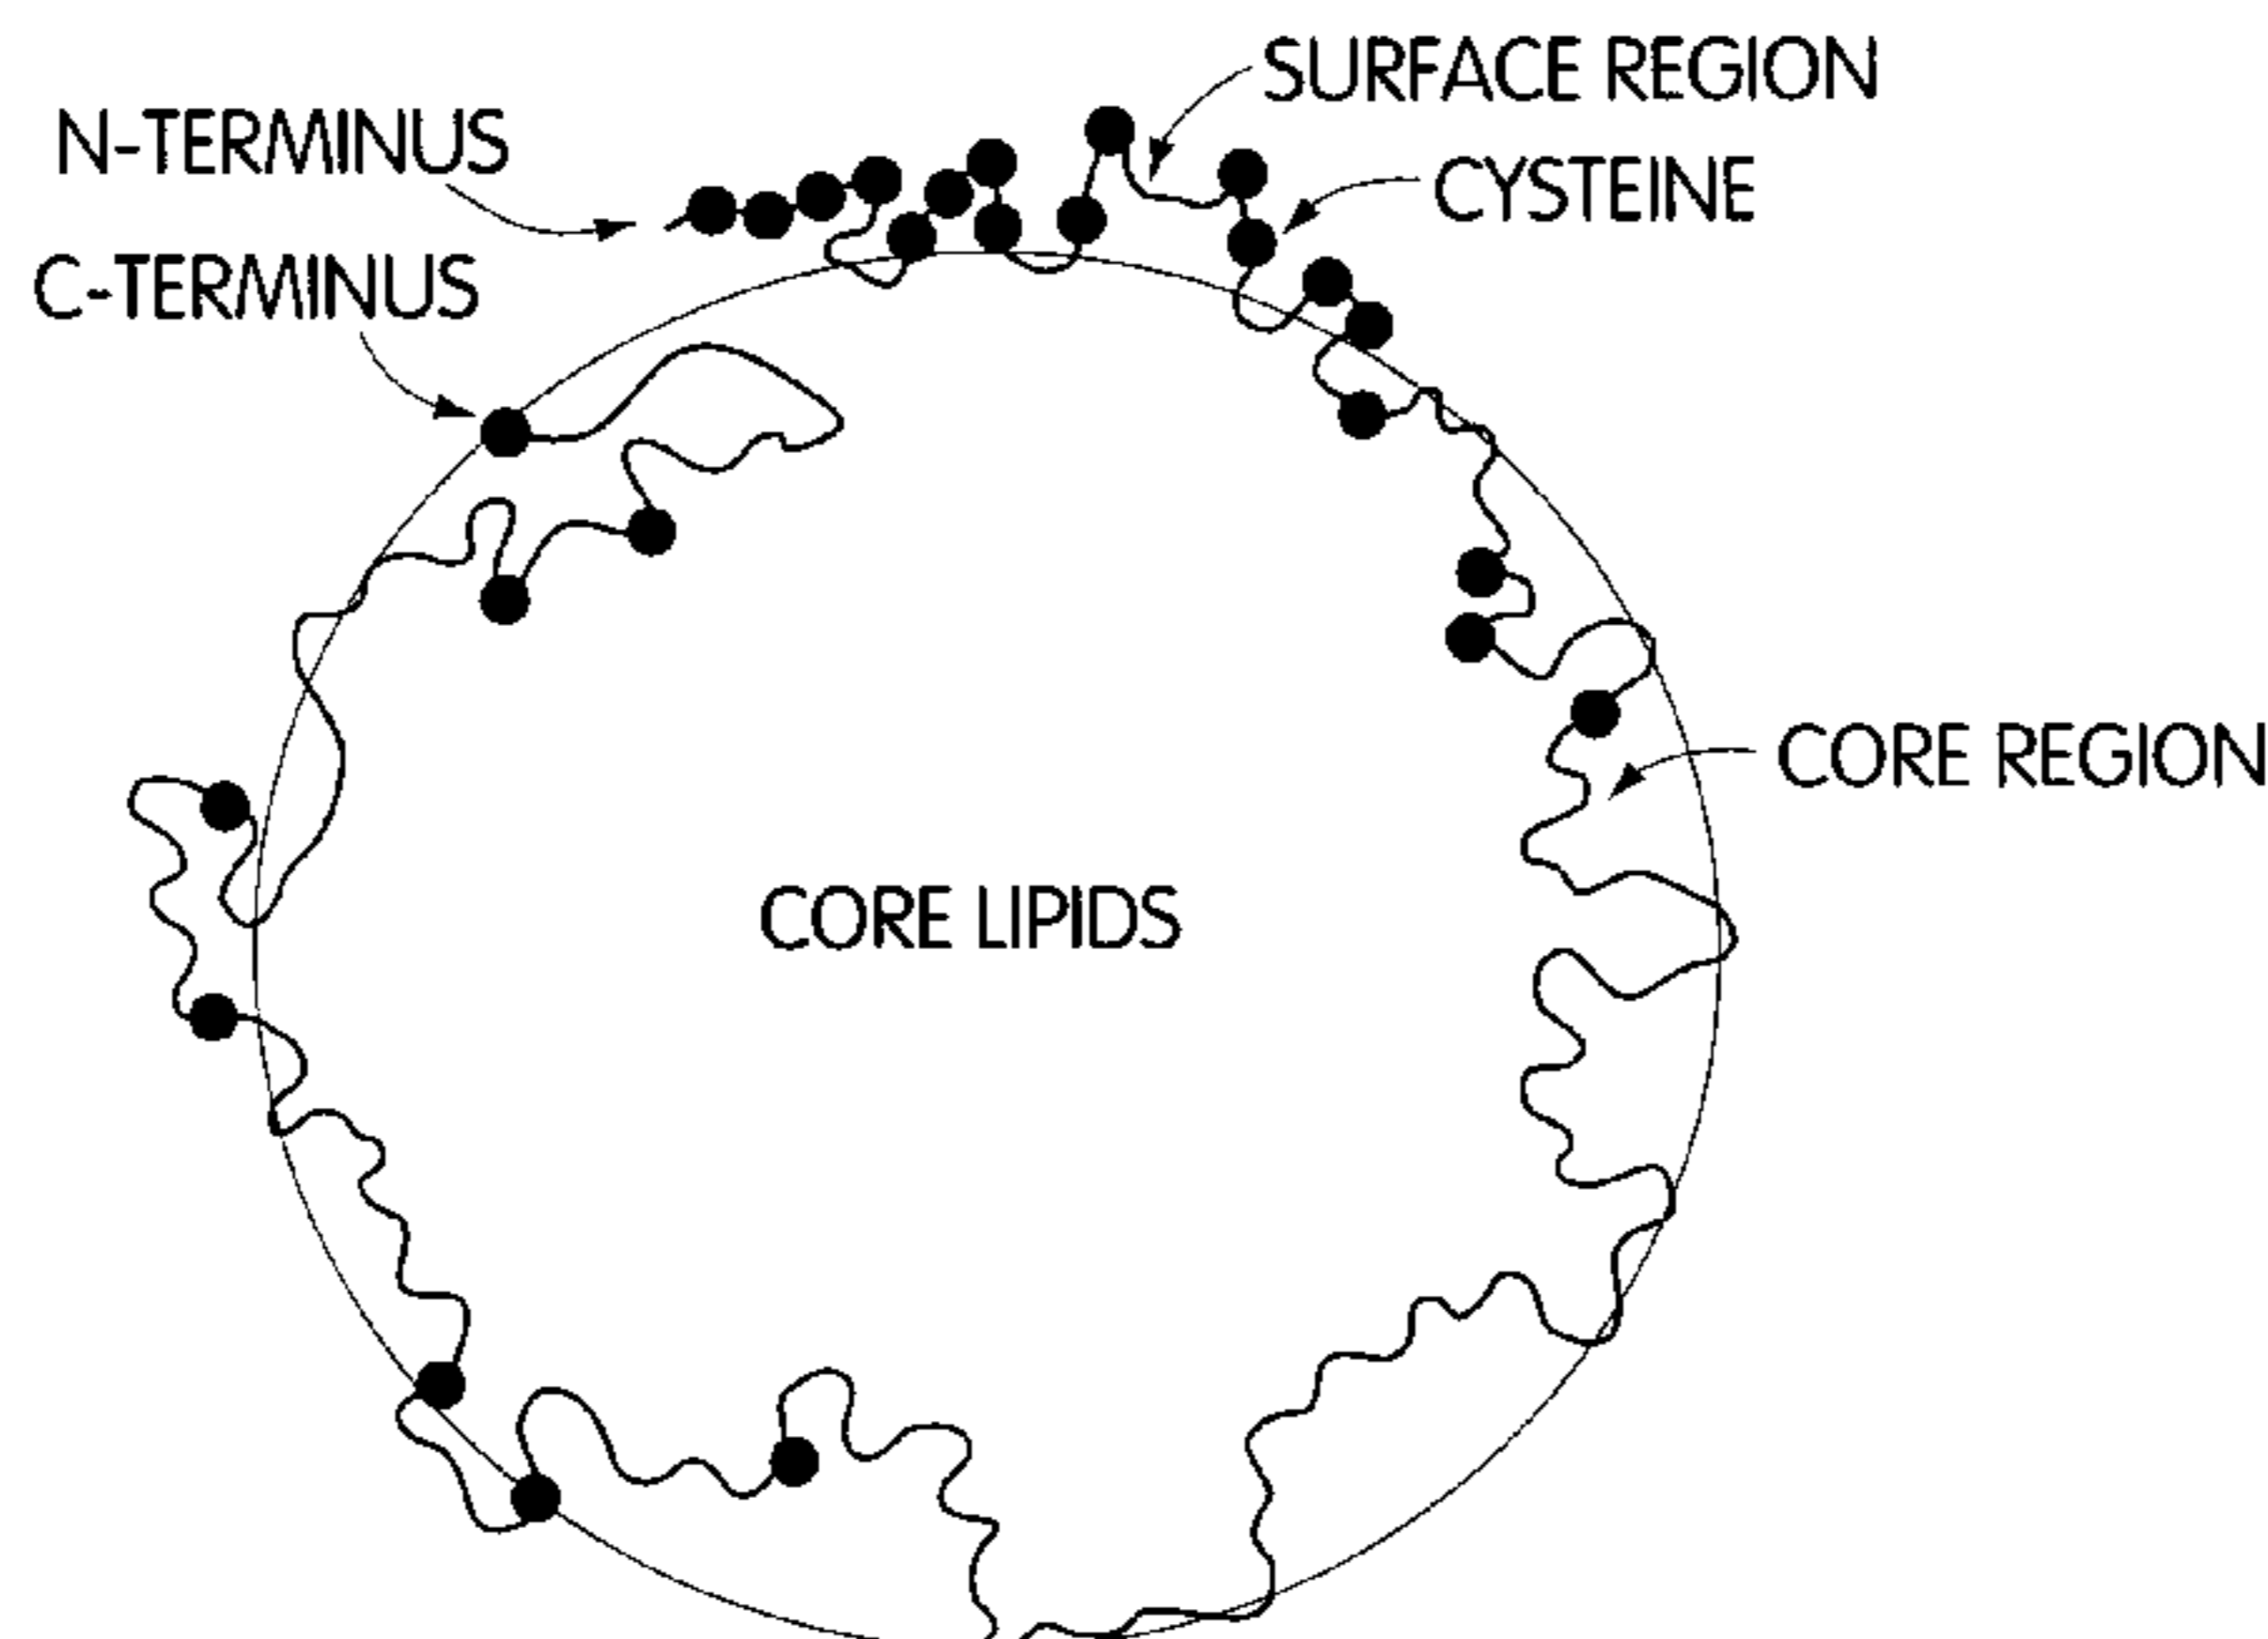 SURFACE REGION
N-TERMINUS
CYSTEINE
C-TERMINUS
CORE REGION
CORE LIPIDS